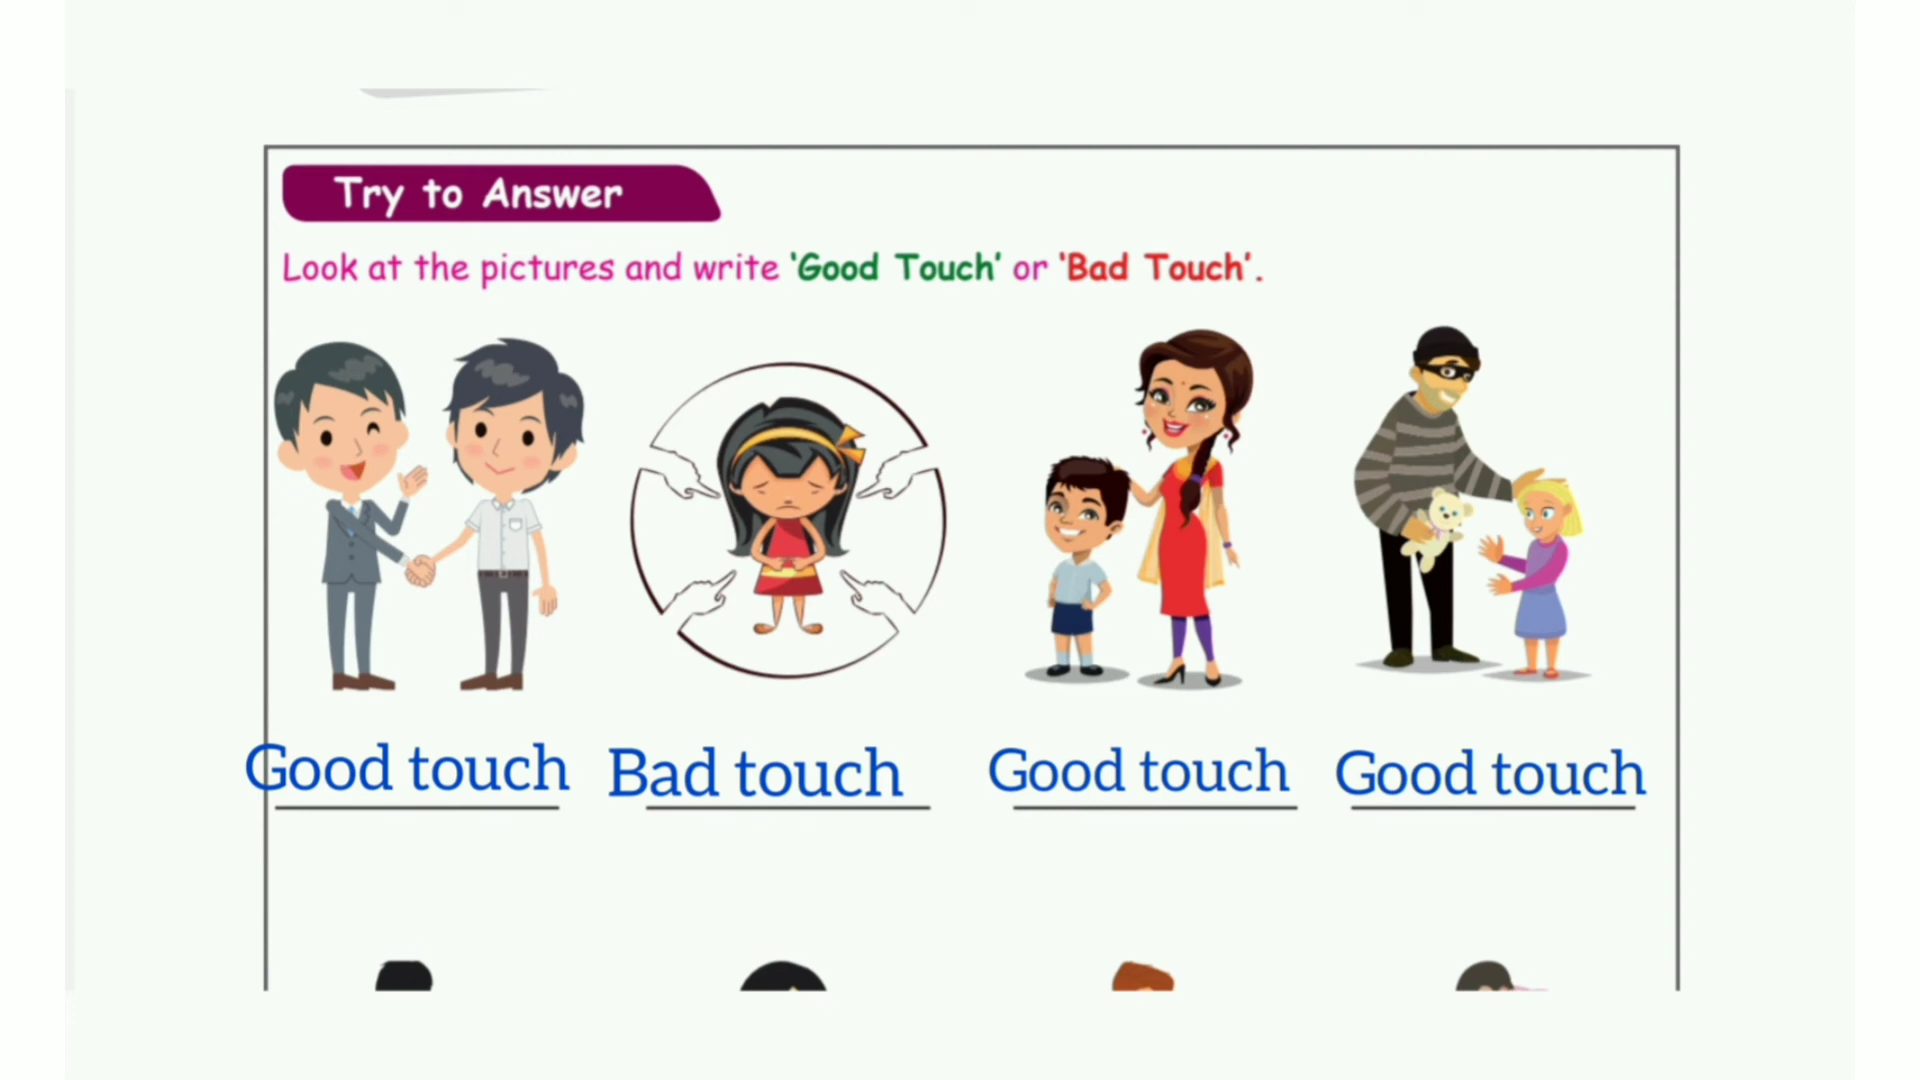 Try to Answer
Look at the pictures and write ‘Good Touch’ or ‘Bad Touch’.
Good touch Bad touch Good touch Good touch